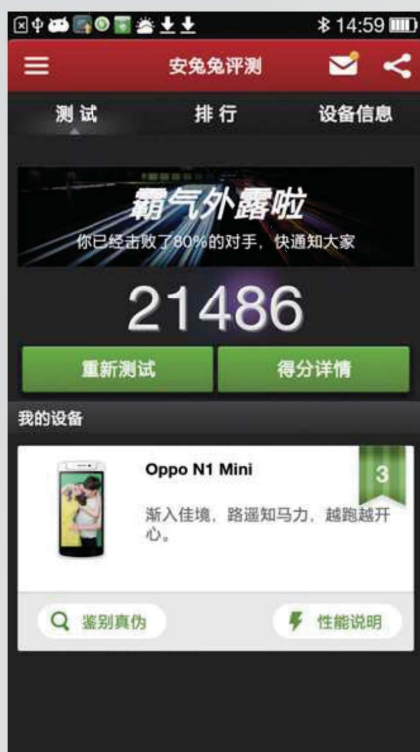 14:59
安兔兔评测
测试 排行 设备信息
霸气外露啦
你已经击败了80%的对手，快通知大家
21486
重新测试 得分详情
我的设备
Oppo N1 Mini
3
渐入佳境，路遥知马力，越跑越开
心。
鉴别真伪 性能说明